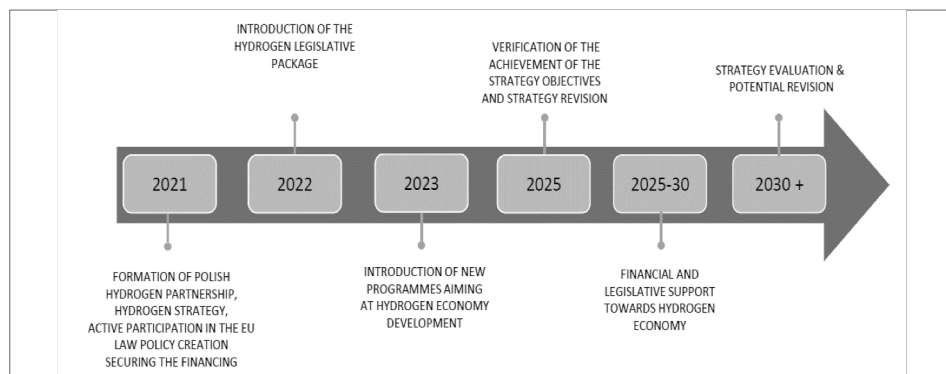 INTRODUCTION OF THE
HYDROGEN LEGISLATIVE
PACKAGE
VERIFICATION OF THE
ACHIEVEMENT OF THE
STRATEGY OBJECTIVES
AND STRATEGY REVISION
STRATEGY EVALUATION &
POTENTIAL REVISION
2021
2022
2023
2025
2025-30
2030 +
FORMATION OF POLISH
HYDROGEN PARTNERSHIP,
HYDROGEN STRATEGY,
ACTIVE PARTICIPATION IN THE EU
LAW POLICY CREATION
SECURING THE FINANCING
INTRODUCTION OF NEW
PROGRAMMES AIMING
AT HYDROGEN ECONOMY
DEVELOPMENT
FINANCIAL AND
LEGISLATIVE SUPPORT
TOWARDS HYDROGEN
ECONOMY